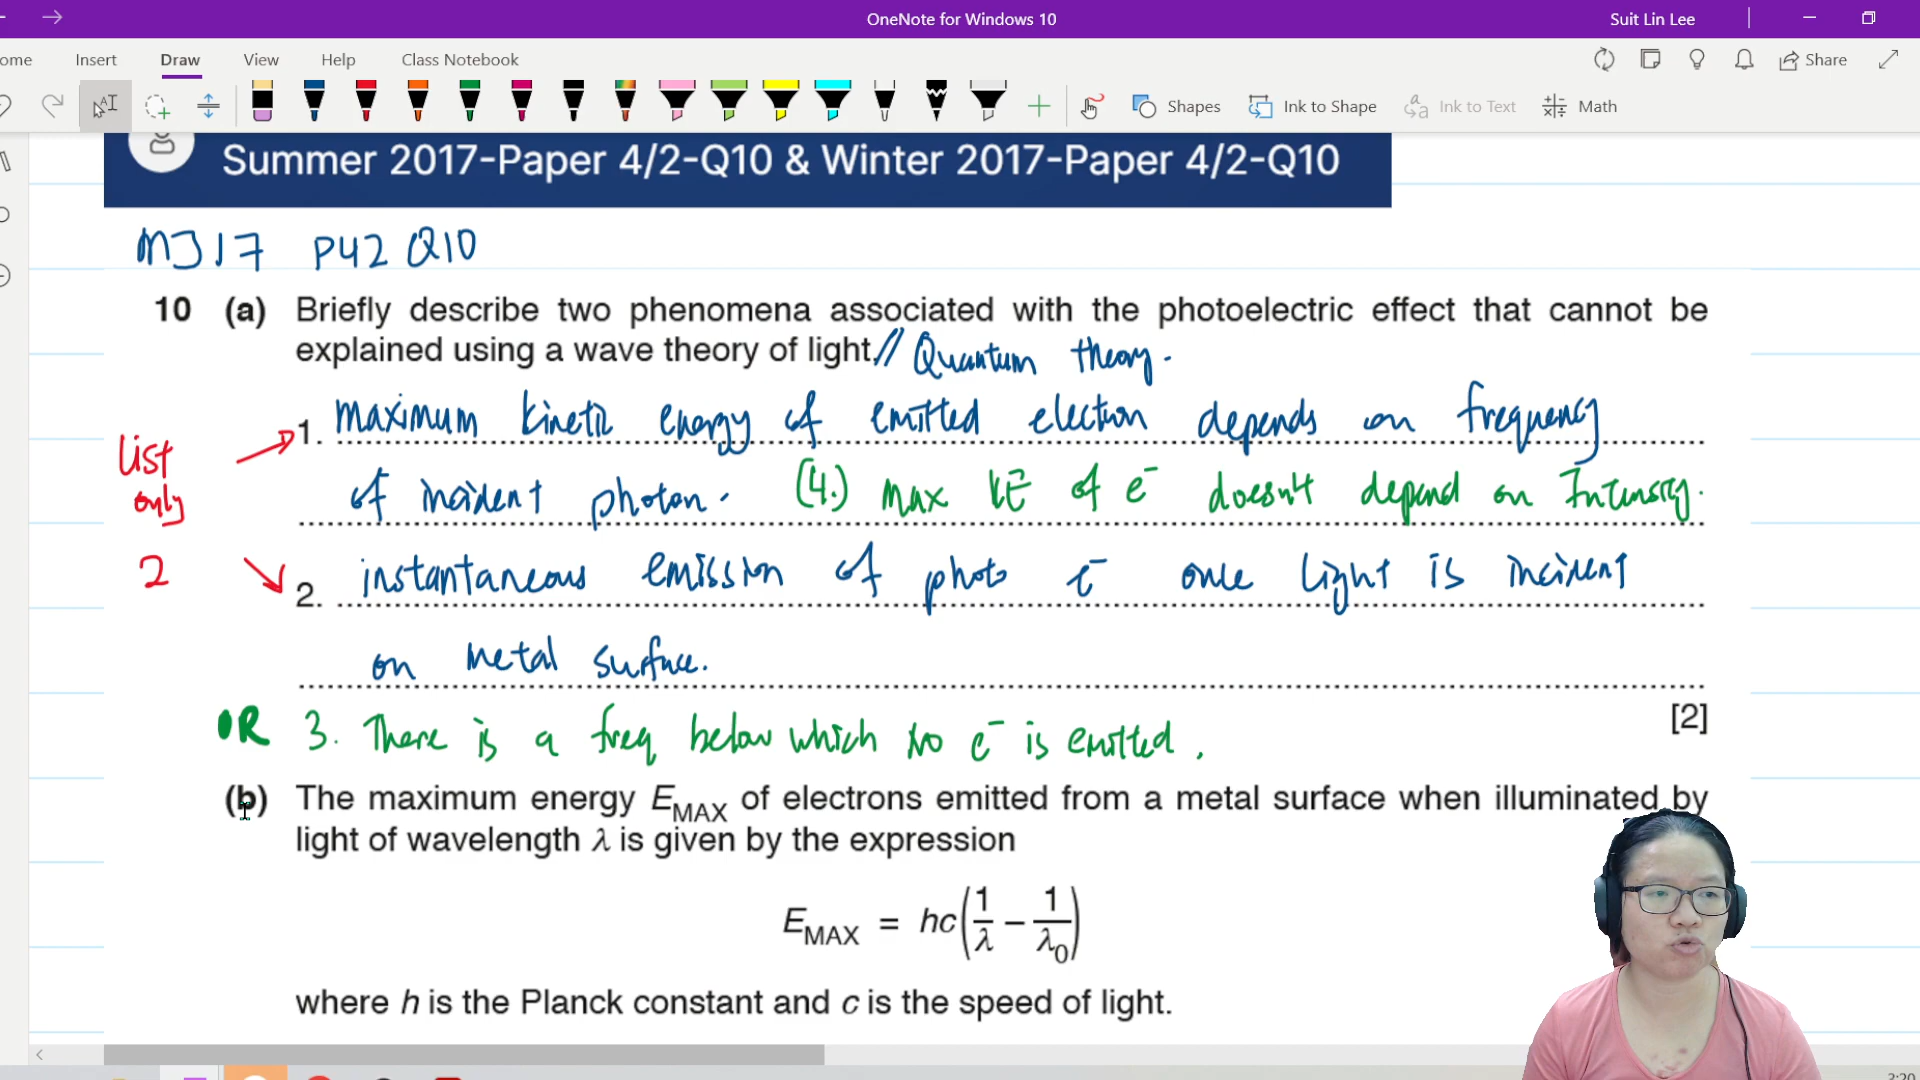 OneNote for Windows 10
Suit Lin Lee
ome Insert Draw View Help Class Notebook
Share
Shapes Ink to Shape Ink to Text Math
Summer 2017-Paper 4/2-Q10 & Winter 2017-Paper 4/2-Q10
MJ 17 P42 Q10
10 (a) Briefly describe two phenomena associated with the photoelectric effect that cannot be
explained using a wave theory of light. // Quantum theory.
list only 2
1. maximum kinetic energy of emitted electron depends on frequency
of incident photon. (4.) max KE of e⁻ doesn't depend on Intensity.
2. instantaneous emission of photo e⁻ once light is incident
on metal surface.
[2]
OR 3. There is a freq below which No e⁻ is emitted.
(b) The maximum energy E_MAX of electrons emitted from a metal surface when illuminated by
light of wavelength λ is given by the expression
E_MAX = hc(1/λ − 1/λ₀)
where h is the Planck constant and c is the speed of light.